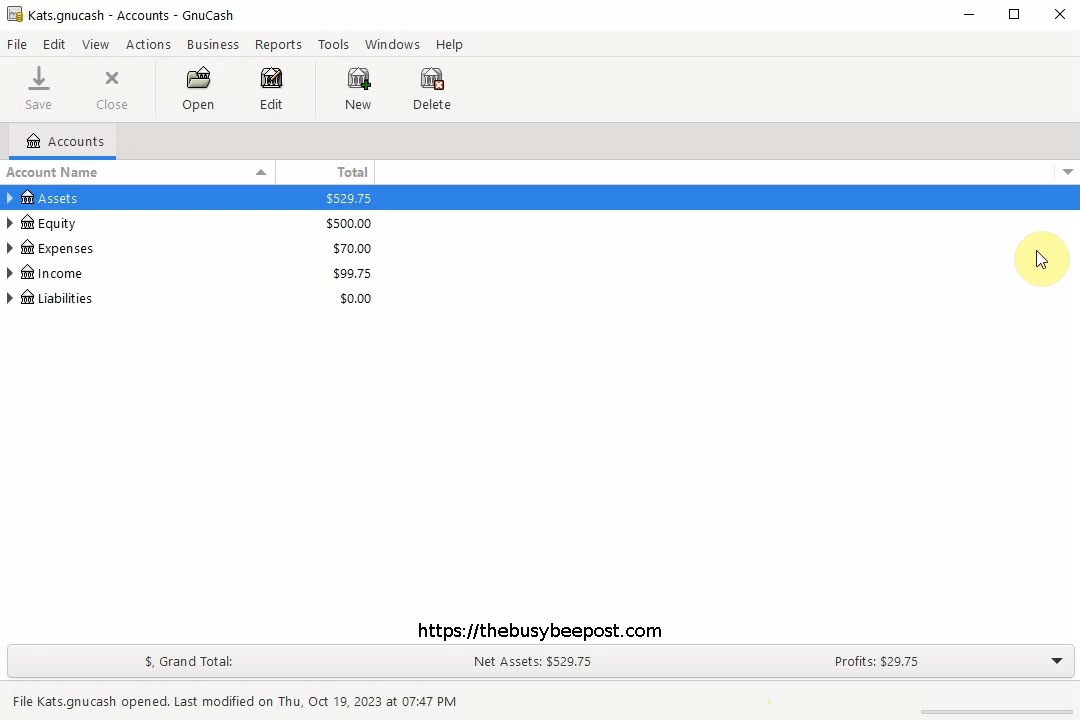 Kats.gnucash - Accounts - GnuCash
File Edit View Actions Business Reports Tools Windows Help
Save Close Open Edit New Delete
Accounts
Account Name Total
Assets $529.75
Equity $500.00
Expenses $70.00
Income $99.75
Liabilities $0.00
https://thebusybeepost.com
$, Grand Total: Net Assets: $529.75 Profits: $29.75
File Kats.gnucash opened. Last modified on Thu, Oct 19, 2023 at 07:47 PM